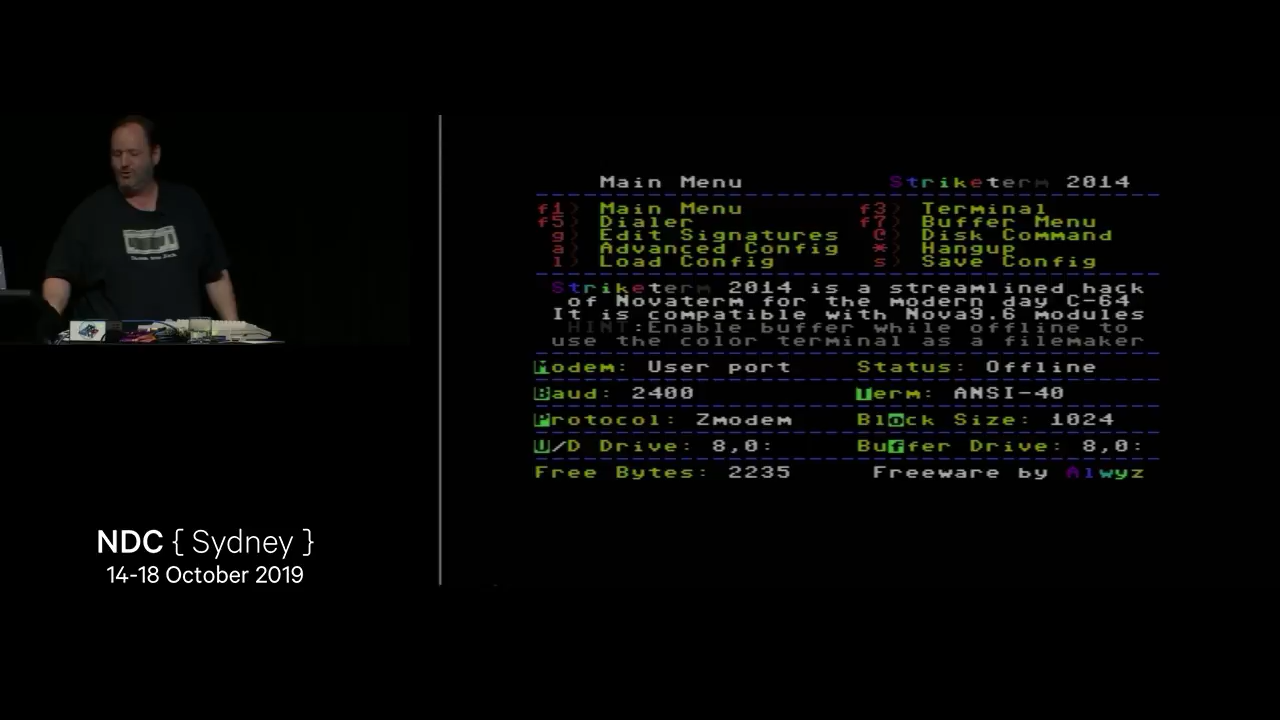 Main Menu Striketerm 2014
f1> Main Menu f3> Terminal
f5> Dialer f7> Buffer Menu
g> Edit Signatures @> Disk Command
a> Advanced Config *> Hangup
l> Load Config s> Save Config
Striketerm 2014 is a streamlined hack
of Novaterm for the modern day C-64
It is compatible with Nova9.6 modules
HINT:Enable buffer while offline to
use the color terminal as a filemaker
Modem: User port Status: Offline
Baud: 2400 Term: ANSI-40
Protocol: Zmodem Block Size: 1024
U/D Drive: 8,0: Buffer Drive: 8,0:
Free Bytes: 2235 Freeware by Alwyz
NDC { Sydney }
14-18 October 2019